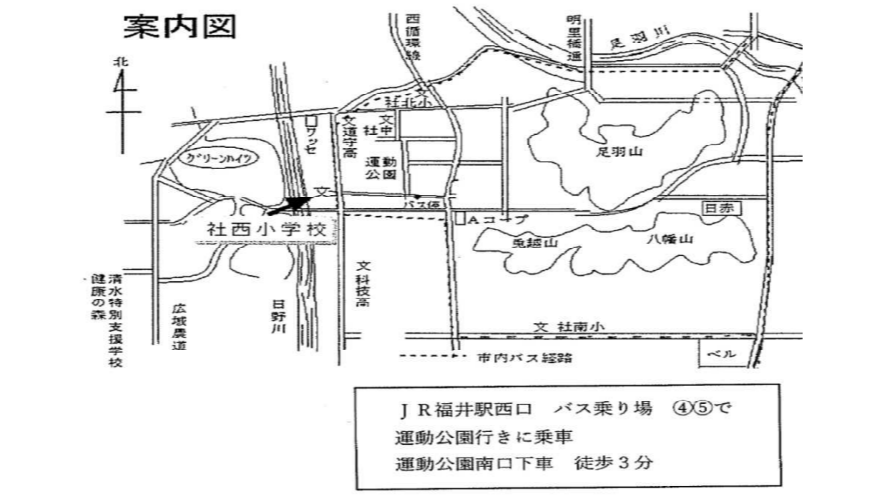 案内図
北
西循環線
明里橋通
足羽川
文
社北小
ワッセ
文
道守高
文
社中
運動
公園
足羽山
グリーンハイツ
文
バス停
日赤
Aコープ
社西小学校
兎越山
八幡山
文
科技高
清水特別支援学校
健康の森
広域農道
日野川
文 社南小
市内バス経路
ベル
JR福井駅西口 バス乗り場 ④⑤で
運動公園行きに乗車
運動公園南口下車 徒歩3分